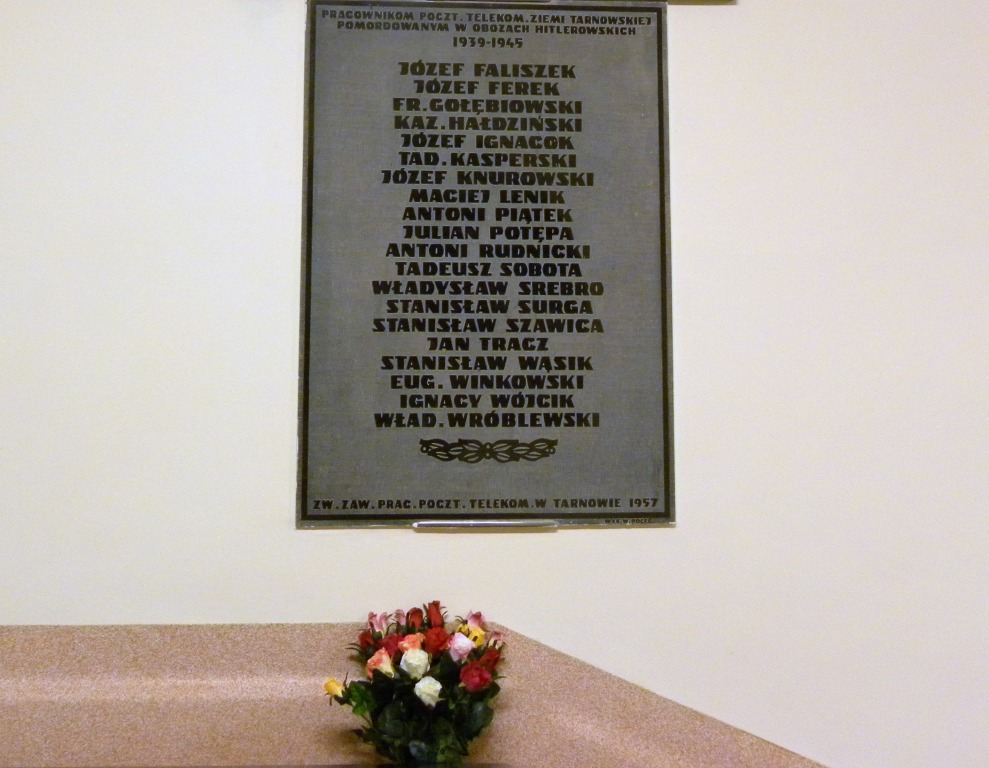 PRACOWNIKOM POCZT. TELEKOM. ZIEMI TARNOWSKIEJ
POMORDOWANYM W OBOZACH HITLEROWSKICH
1939-1945
JÓZEF FALISZEK
JÓZEF FEREK
FR. GOŁĘBIOWSKI
KAZ. HAŁDZIŃSKI
JÓZEF IGNACOK
TAD. KASPERSKI
JÓZEF KNUROWSKI
MACIEJ LENIK
ANTONI PIĄTEK
JULIAN POTĘPA
ANTONI RUDNICKI
TADEUSZ SOBOTA
WŁADYSŁAW SREBRO
STANISŁAW SURGA
STANISŁAW SZAWICA
JAN TRACZ
STANISŁAW WĄSIK
EUG. WINKOWSKI
IGNACY WÓJCIK
WŁAD. WRÓBLEWSKI
ZW. ZAW. PRAC. POCZT. TELEKOM. W TARNOWIE 1957